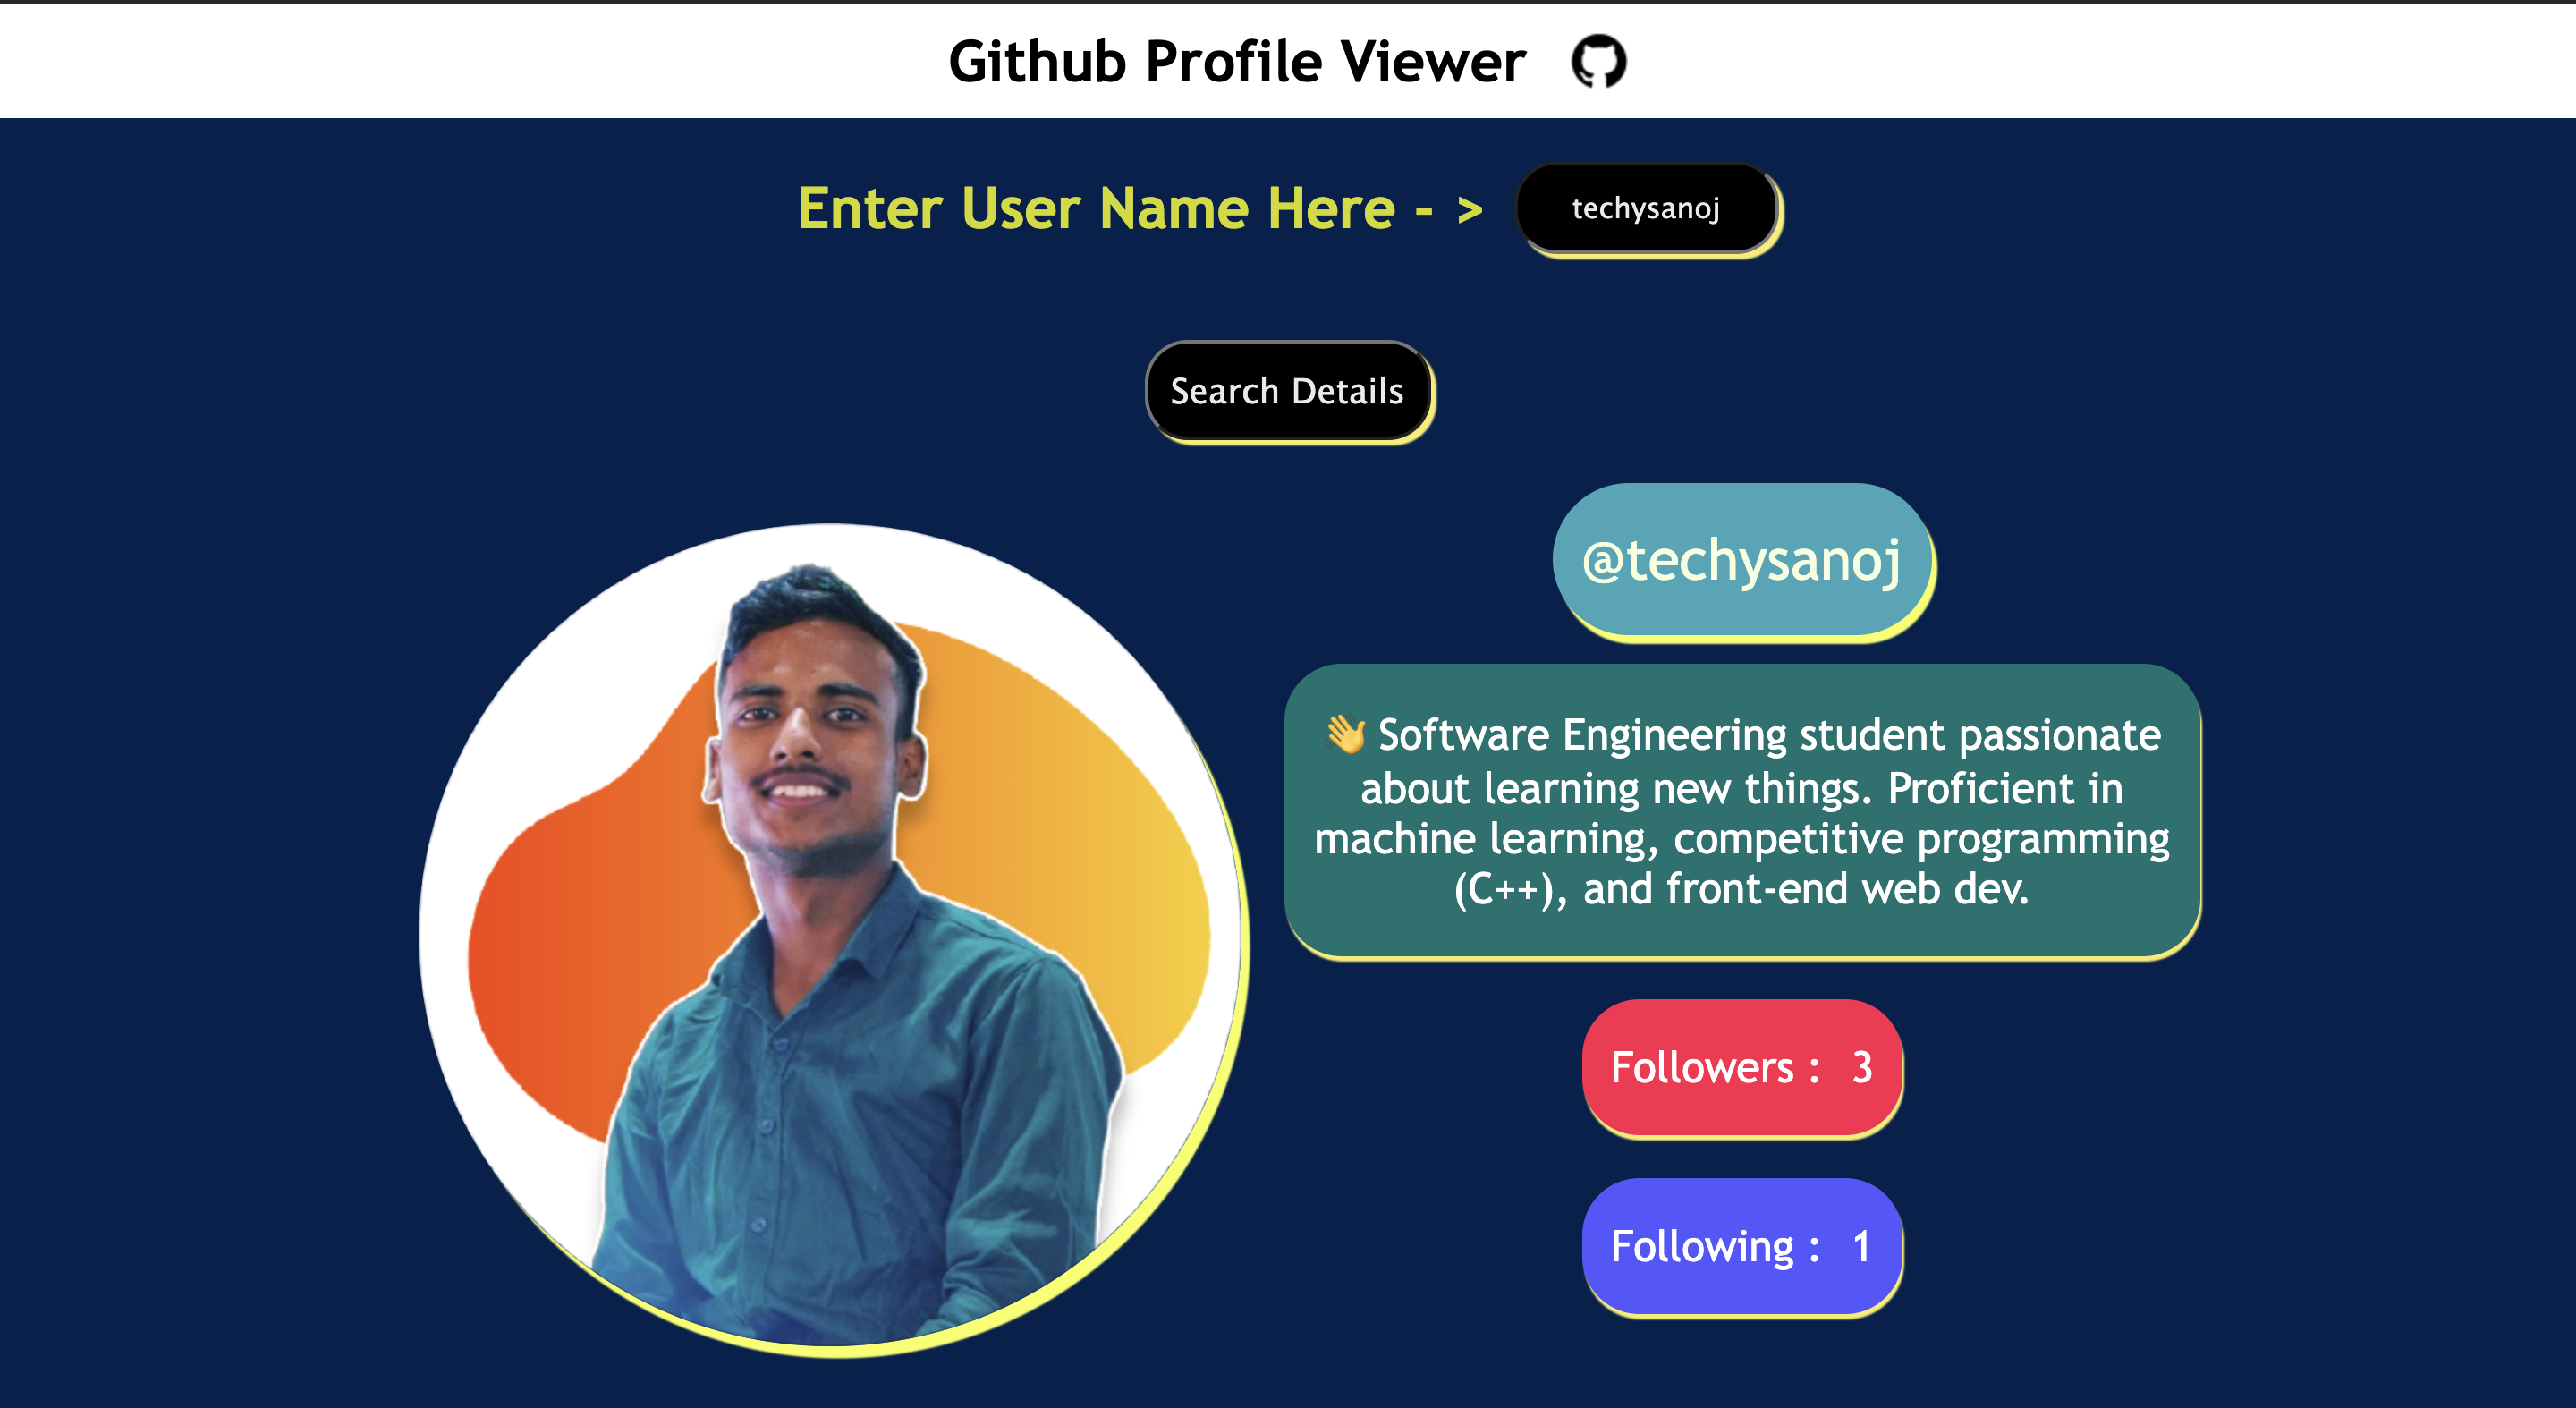 Github Profile Viewer
Enter User Name Here - > techysanoj
Search Details
@techysanoj
👋 Software Engineering student passionate
about learning new things. Proficient in
machine learning, competitive programming
(C++), and front-end web dev.
Followers : 3
Following : 1